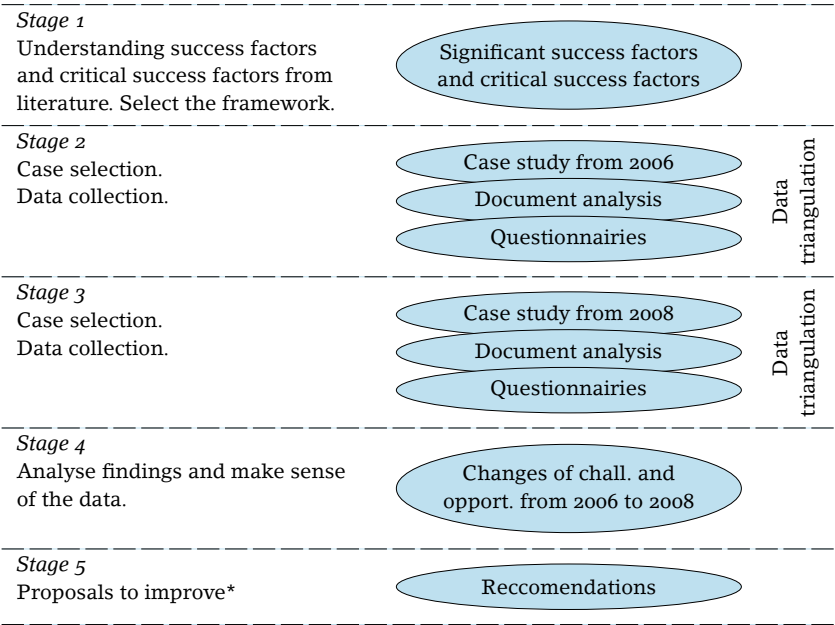 Stage 1
Understanding success factors
and critical success factors from
literature. Select the framework.
Significant success factors
and critical success factors
Stage 2
Case selection.
Data collection.
Case study from 2006
Document analysis
Questionnairies
Data
triangulation
Stage 3
Case selection.
Data collection.
Case study from 2008
Document analysis
Questionnairies
Data
triangulation
Stage 4
Analyse findings and make sense
of the data.
Changes of chall. and
opport. from 2006 to 2008
Stage 5
Proposals to improve*
Reccomendations